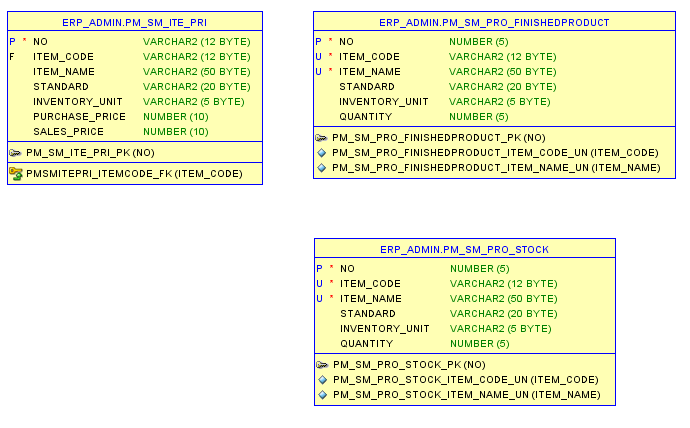 ERP_ADMIN.PM_SM_ITE_PRI
P * NO VARCHAR2 (12 BYTE)
F ITEM_CODE VARCHAR2 (12 BYTE)
ITEM_NAME VARCHAR2 (50 BYTE)
STANDARD VARCHAR2 (20 BYTE)
INVENTORY_UNIT VARCHAR2 (5 BYTE)
PURCHASE_PRICE NUMBER (10)
SALES_PRICE NUMBER (10)
PM_SM_ITE_PRI_PK (NO)
PMSMITEPRI_ITEMCODE_FK (ITEM_CODE)
ERP_ADMIN.PM_SM_PRO_FINISHEDPRODUCT
P * NO NUMBER (5)
U * ITEM_CODE VARCHAR2 (12 BYTE)
U * ITEM_NAME VARCHAR2 (50 BYTE)
STANDARD VARCHAR2 (20 BYTE)
INVENTORY_UNIT VARCHAR2 (5 BYTE)
QUANTITY NUMBER (5)
PM_SM_PRO_FINISHEDPRODUCT_PK (NO)
PM_SM_PRO_FINISHEDPRODUCT_ITEM_CODE_UN (ITEM_CODE)
PM_SM_PRO_FINISHEDPRODUCT_ITEM_NAME_UN (ITEM_NAME)
ERP_ADMIN.PM_SM_PRO_STOCK
P * NO NUMBER (5)
U * ITEM_CODE VARCHAR2 (12 BYTE)
U * ITEM_NAME VARCHAR2 (50 BYTE)
STANDARD VARCHAR2 (20 BYTE)
INVENTORY_UNIT VARCHAR2 (5 BYTE)
QUANTITY NUMBER (5)
PM_SM_PRO_STOCK_PK (NO)
PM_SM_PRO_STOCK_ITEM_CODE_UN (ITEM_CODE)
PM_SM_PRO_STOCK_ITEM_NAME_UN (ITEM_NAME)